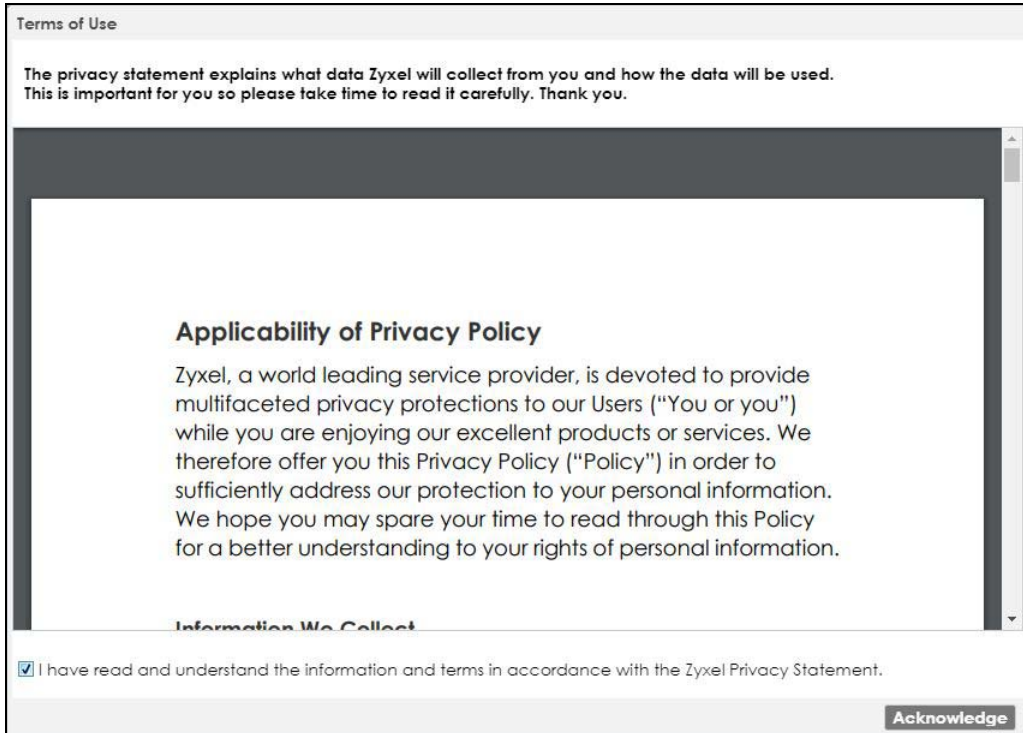 Terms of Use
The privacy statement explains what data Zyxel will collect from you and how the data will be used.
This is important for you so please take time to read it carefully. Thank you.
Applicability of Privacy Policy
Zyxel, a world leading service provider, is devoted to provide
multifaceted privacy protections to our Users (“You or you”)
while you are enjoying our excellent products or services. We
therefore offer you this Privacy Policy (“Policy”) in order to
sufficiently address our protection to your personal information.
We hope you may spare your time to read through this Policy
for a better understanding to your rights of personal information.
Information We Collect
I have read and understand the information and terms in accordance with the Zyxel Privacy Statement.
Acknowledge